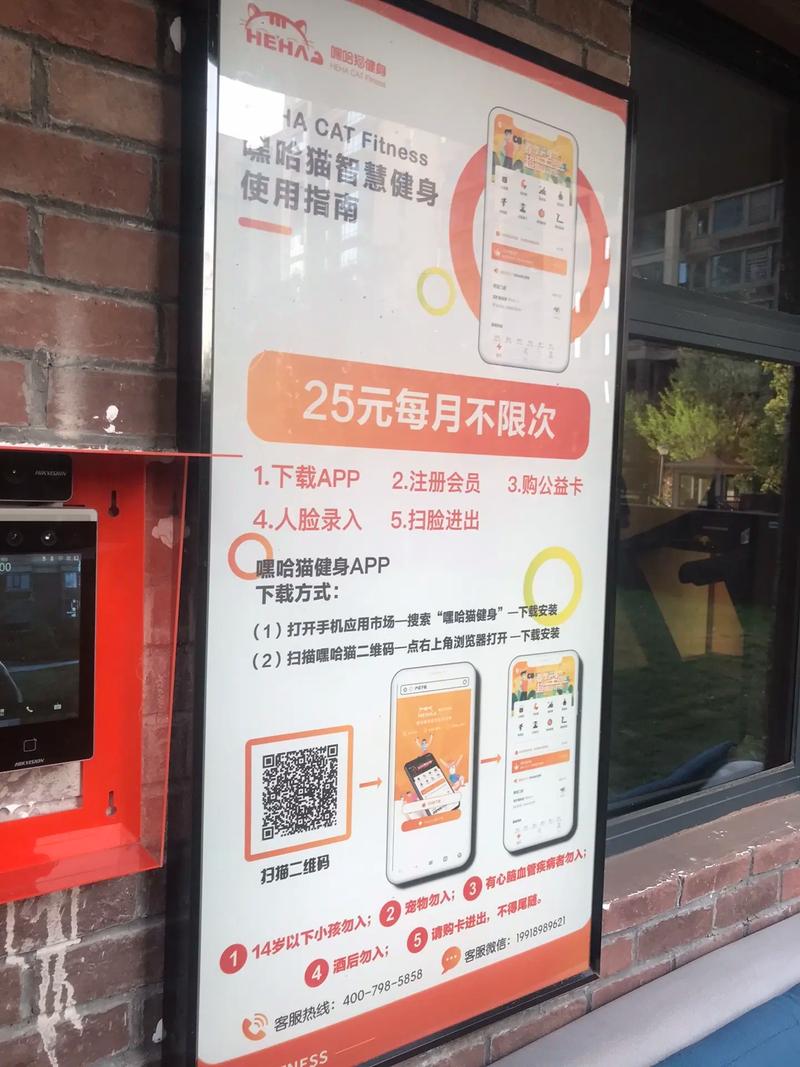 HEHA
嘿哈猫健身
HEHA CAT Fitness
HA CAT Fitness
嘿哈猫智慧健身
使用指南
25元每月不限次
1.下载APP 2.注册会员 3.购公益卡
4.人脸录入 5.扫脸进出
嘿哈猫健身APP
下载方式：
（1）打开手机应用市场—搜索“嘿哈猫健身”—下载安装
（2）扫描嘿哈猫二维码—点右上角浏览器打开—下载安装
扫描二维码
1 14岁以下小孩勿入； 2 宠物勿入； 3 有心脑血管疾病者勿入；
4 酒后勿入； 5 请购卡进出，不得尾随。
客服热线：400-798-5858 客服微信：19918989621
NESS
HIKVISION
00
HIKVISION